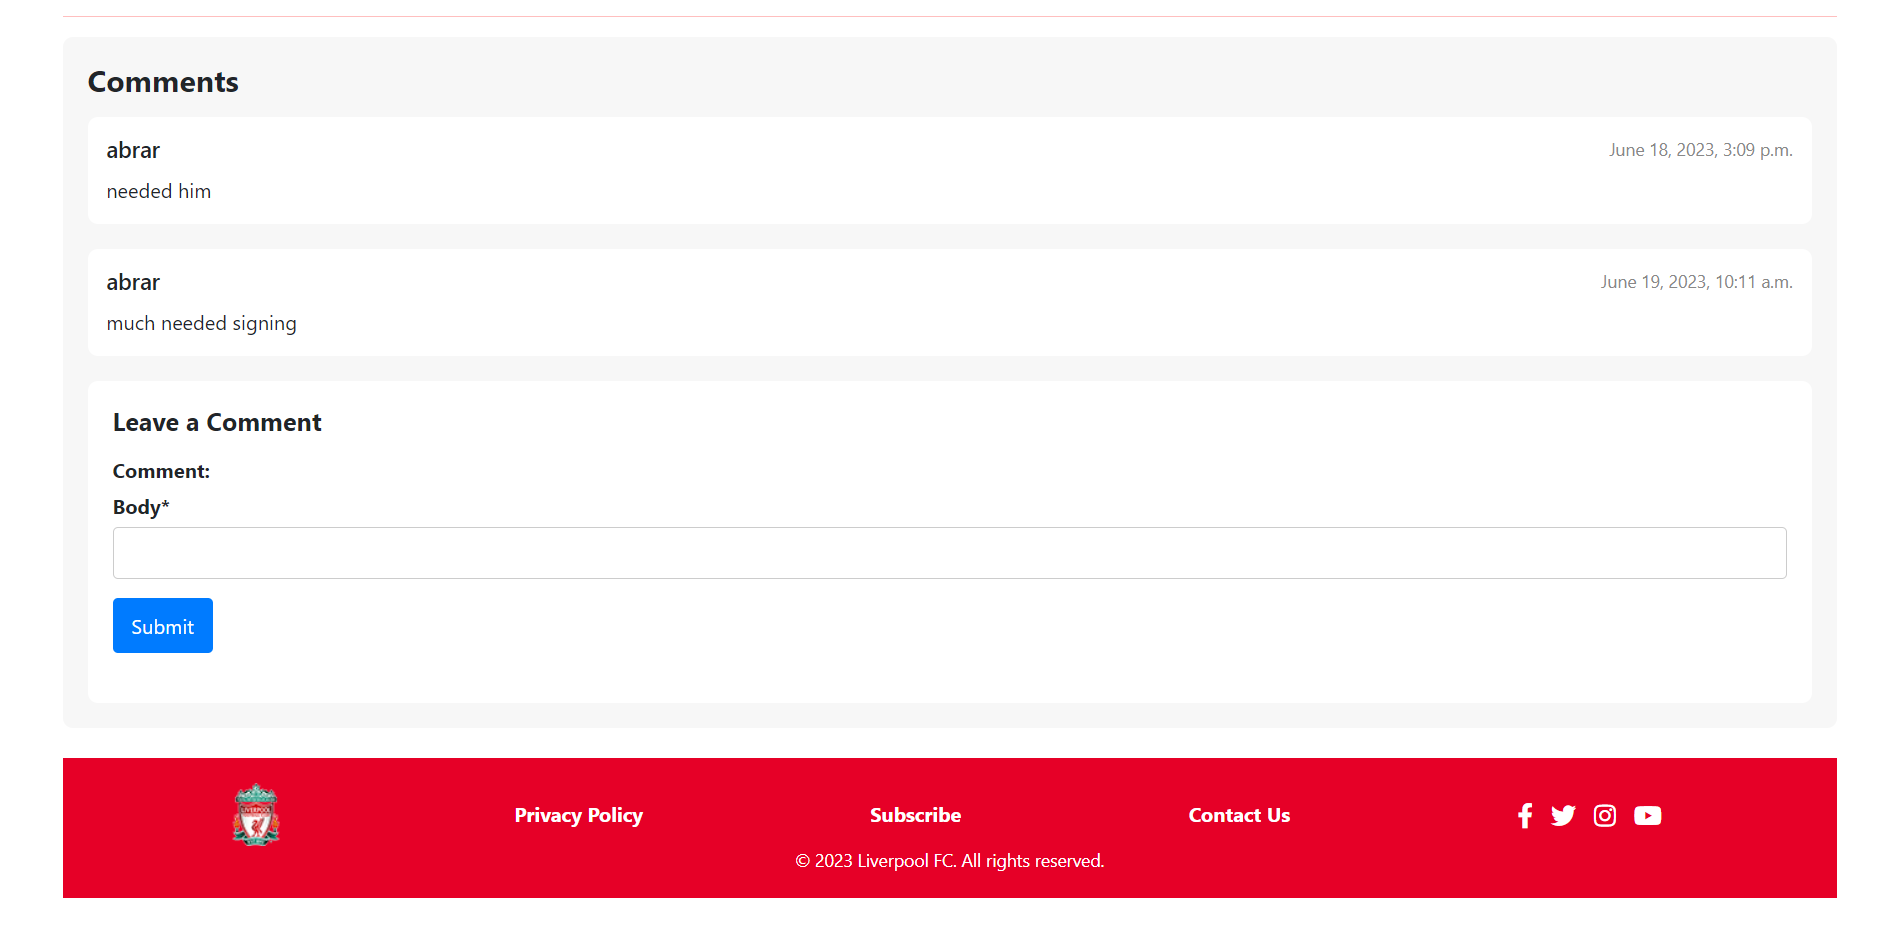 Comments
abrar
June 18, 2023, 3:09 p.m.
needed him
abrar
June 19, 2023, 10:11 a.m.
much needed signing
Leave a Comment
Comment:
Body*
Submit
LIVERPOOL
Privacy Policy
Subscribe
Contact Us
© 2023 Liverpool FC. All rights reserved.